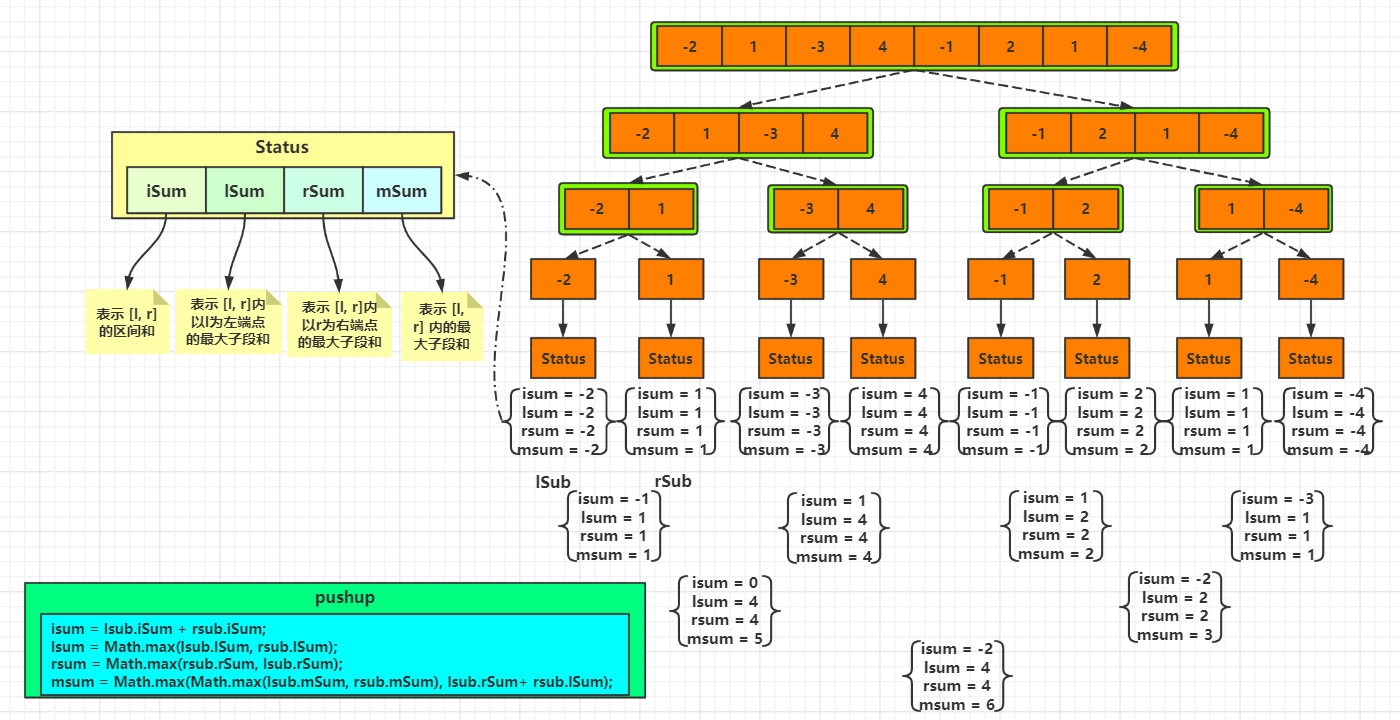 -2 1 -3 4 -1 2 1 -4
-2 1 -3 4
-1 2 1 -4
Status
iSum lSum rSum mSum
-2 1
-3 4
-1 2
1 -4
-2
1
-3
4
-1
2
1
-4
表示 [l, r]
的区间和
表示 [l, r]内
以l为左端点
的最大子段和
表示 [l, r]内
以r为右端点
的最大子段和
表示 [l,
r] 内的最
大子段和
Status
Status
Status
Status
Status
Status
Status
Status
isum = -2
lsum = -2
rsum = -2
msum = -2
isum = 1
lsum = 1
rsum = 1
msum = 1
isum = -3
lsum = -3
rsum = -3
msum = -3
isum = 4
lsum = 4
rsum = 4
msum = 4
isum = -1
lsum = -1
rsum = -1
msum = -1
isum = 2
lsum = 2
rsum = 2
msum = 2
isum = 1
lsum = 1
rsum = 1
msum = 1
isum = -4
lsum = -4
rsum = -4
msum = -4
lSub
rSub
isum = -1
lsum = 1
rsum = 1
msum = 1
isum = 1
lsum = 4
rsum = 4
msum = 4
isum = 1
lsum = 2
rsum = 2
msum = 2
isum = -3
lsum = 1
rsum = 1
msum = 1
isum = 0
lsum = 4
rsum = 4
msum = 5
isum = -2
lsum = 2
rsum = 2
msum = 3
isum = -2
lsum = 4
rsum = 4
msum = 6
pushup
isum = lsub.iSum + rsub.iSum;
lsum = Math.max(lsub.lSum, rsub.lSum);
rsum = Math.max(rsub.rSum, lsub.rSum);
msum = Math.max(Math.max(lsub.mSum, rsub.mSum), lsub.rSum+ rsub.lSum);